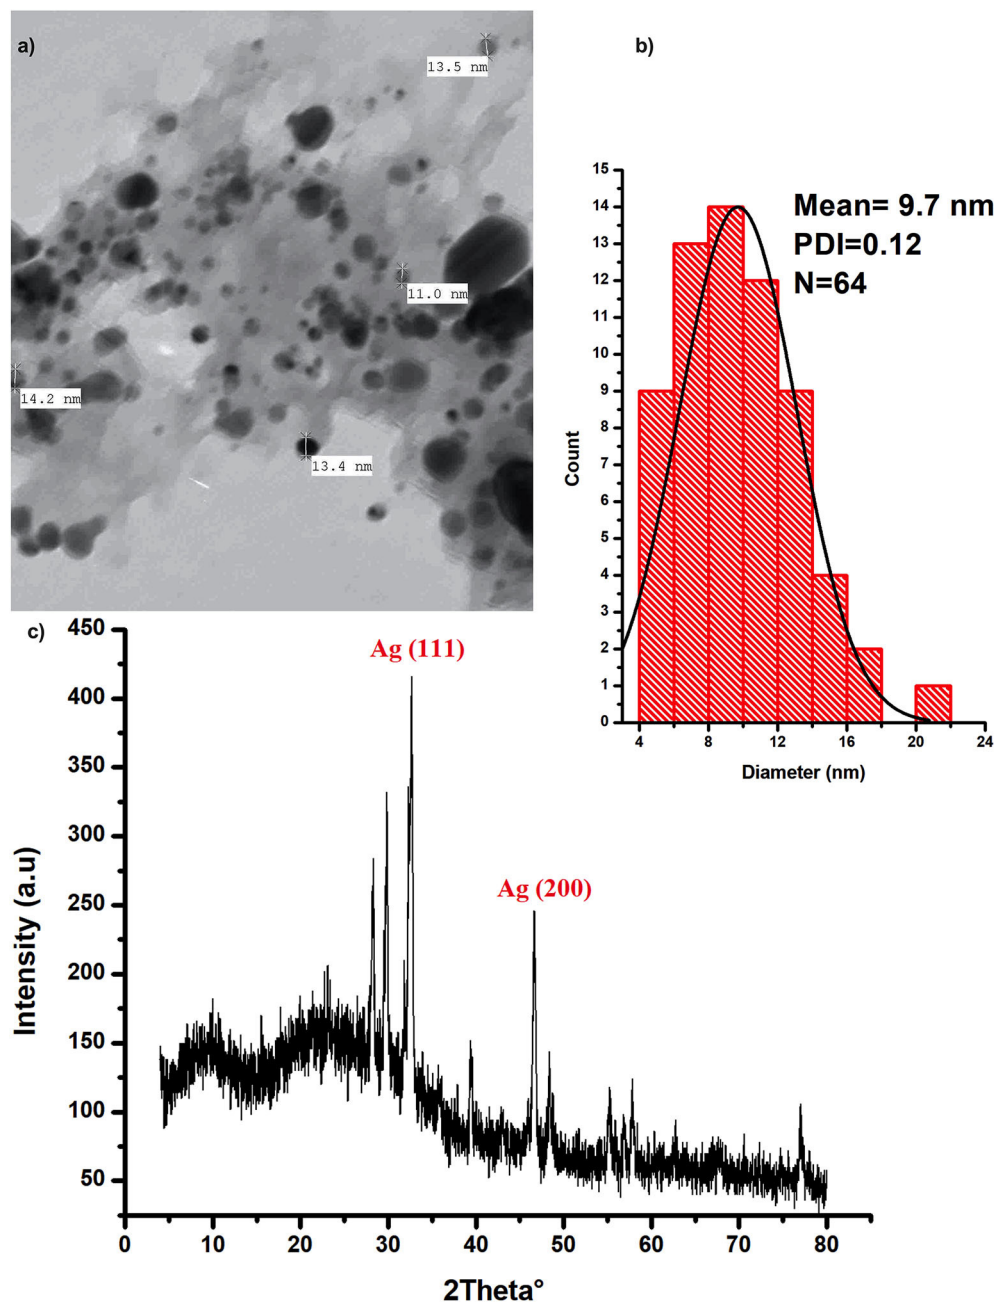 a)
13.5 nm
11.0 nm
14.2 nm
13.4 nm
b)
Mean= 9.7 nm
PDI=0.12
N=64
15
14
13
12
11
10
9
8
7
6
5
4
3
2
1
0
Count
4 8 12 16 20 24
Diameter (nm)
c)
Ag (111)
Ag (200)
450
400
350
300
250
200
150
100
50
Intensity (a.u)
0 10 20 30 40 50 60 70 80
2Theta°